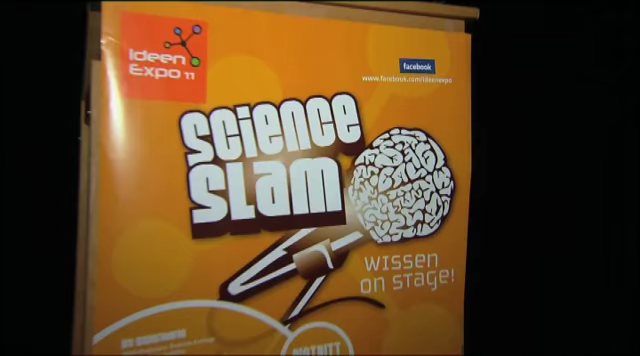 Ideen
Expo 11
facebook
www.facebook.com/ideenexpo
Science
Slam
WISSEN
on stage!